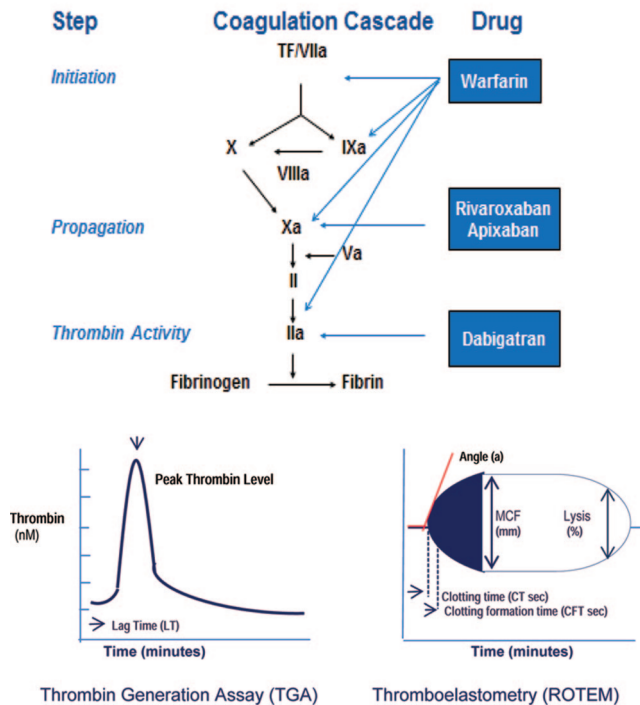 Step
Coagulation Cascade
Drug
TF/VIIa
Initiation
Warfarin
X
IXa
VIIIa
Propagation
Xa
Rivaroxaban
Apixaban
Va
II
Thrombin Activity
IIa
Dabigatran
Fibrinogen
Fibrin
Peak Thrombin Level
Thrombin
(nM)
Lag Time (LT)
Time (minutes)
Thrombin Generation Assay (TGA)
Angle (a)
MCF
(mm)
Lysis
(%)
Clotting time (CT sec)
Clotting formation time (CFT sec)
Time (minutes)
Thromboelastometry (ROTEM)